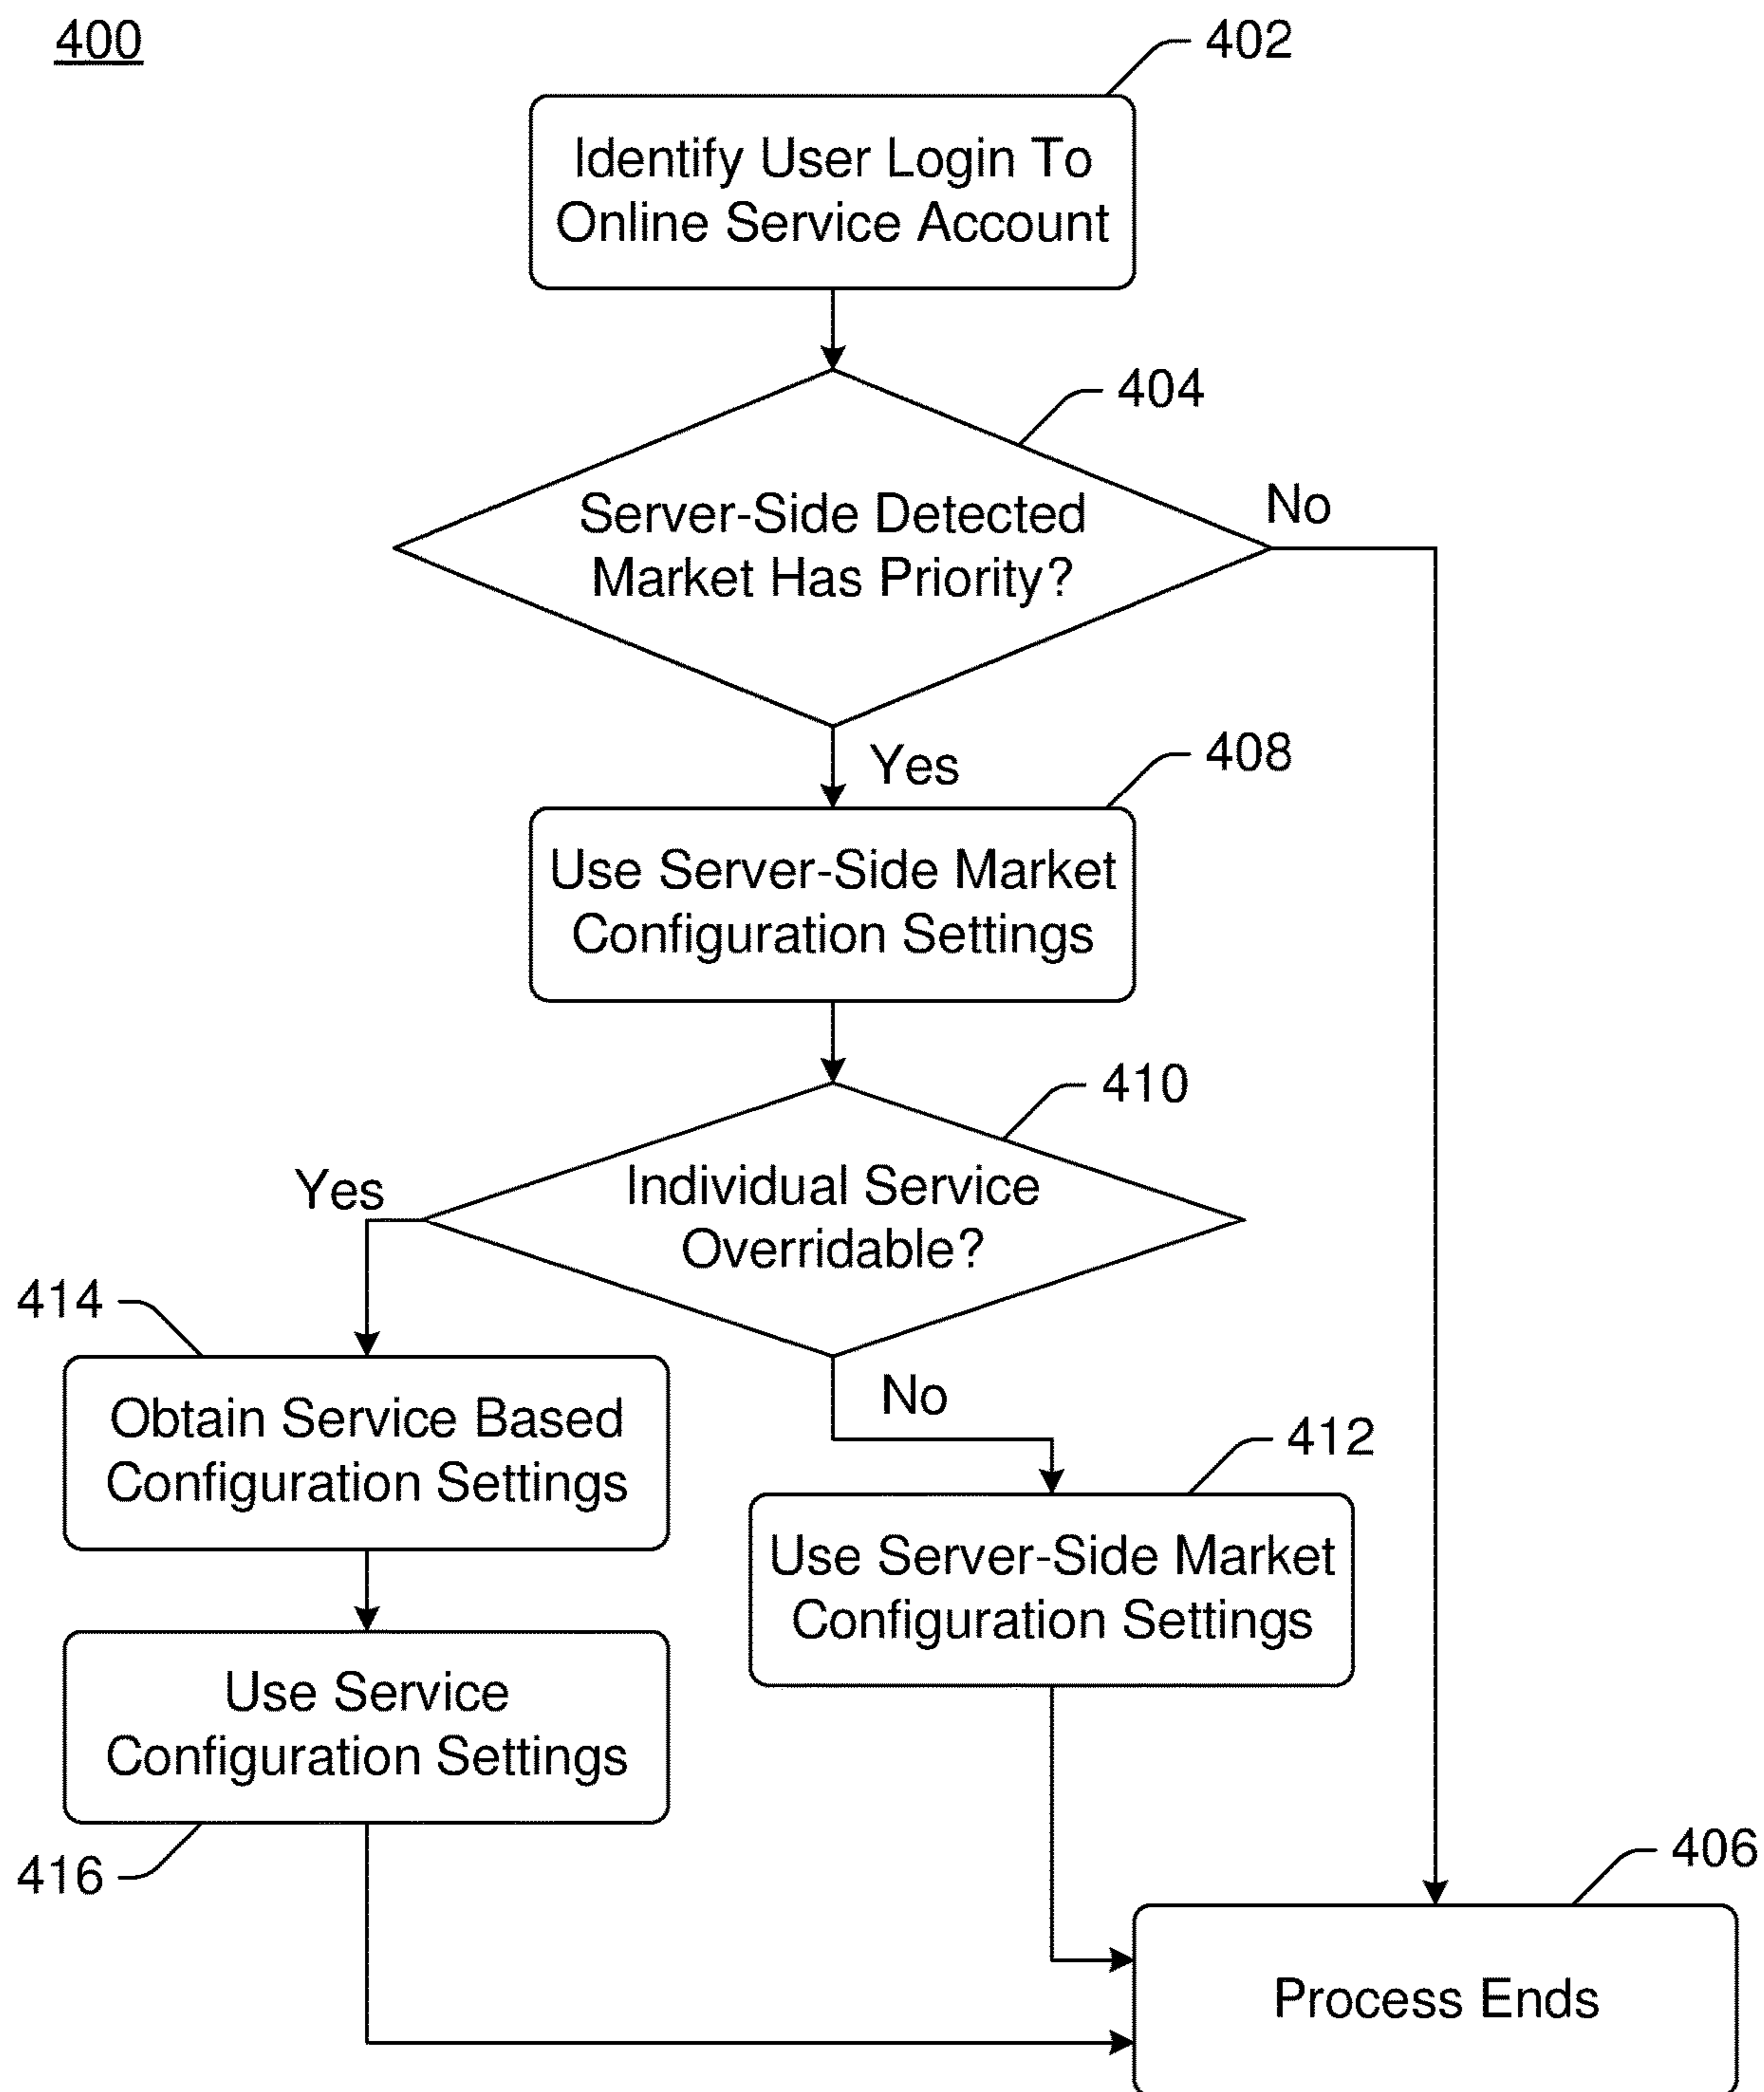 400
402
Identify User Login To
Online Service Account
404
Server-Side Detected
Market Has Priority?
No
Yes
408
Use Server-Side Market
Configuration Settings
410
Individual Service
Overridable?
Yes
No
414
Obtain Service Based
Configuration Settings
412
Use Server-Side Market
Configuration Settings
Use Service
Configuration Settings
416
406
Process Ends